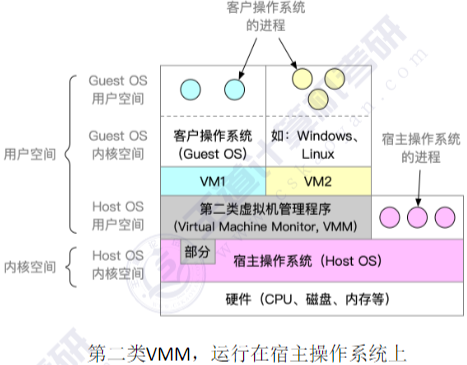 客户操作系统
的进程
Guest OS
用户空间
Guest OS
内核空间
客户操作系统
(Guest OS)
如：Windows、
Linux
宿主操作系统
的进程
用户空间
VM1
VM2
Host OS
用户空间
第二类虚拟机管理程序
(Virtual Machine Monitor, VMM)
部分
内核空间
Host OS
内核空间
宿主操作系统（Host OS）
硬件（CPU、磁盘、内存等）
第二类VMM，运行在宿主操作系统上